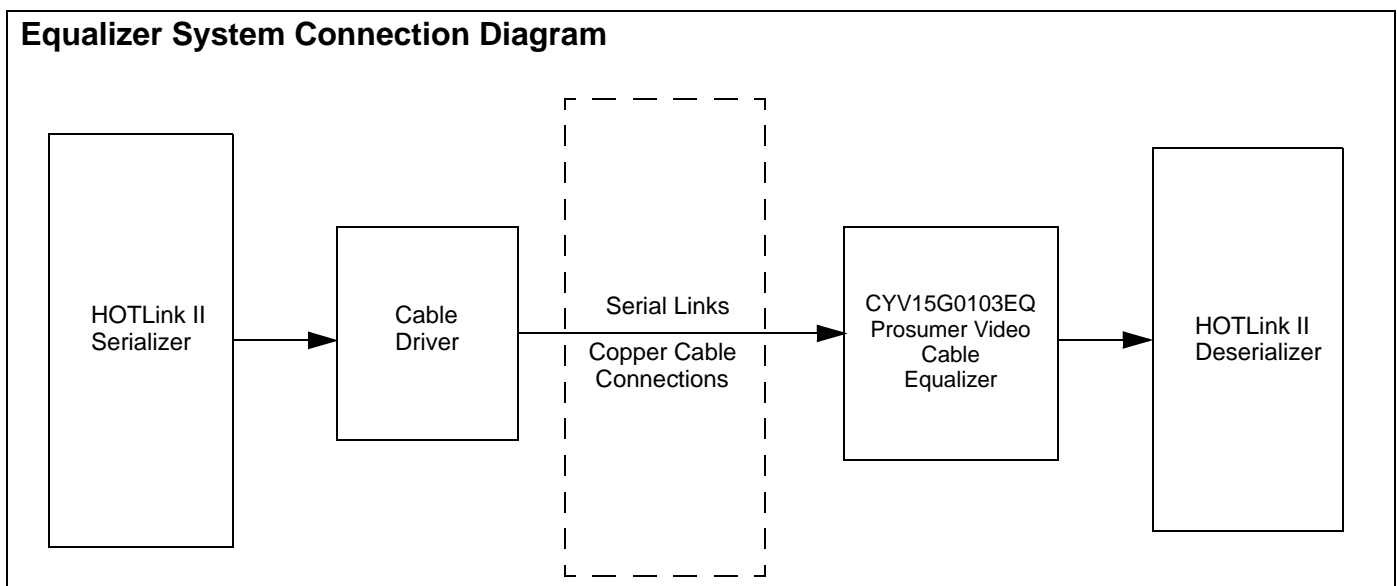 Equalizer System Connection Diagram
HOTLink II
Serializer
Cable
Driver
Serial Links
Copper Cable
Connections
CYV15G0103EQ
Prosumer Video
Cable
Equalizer
HOTLink II
Deserializer